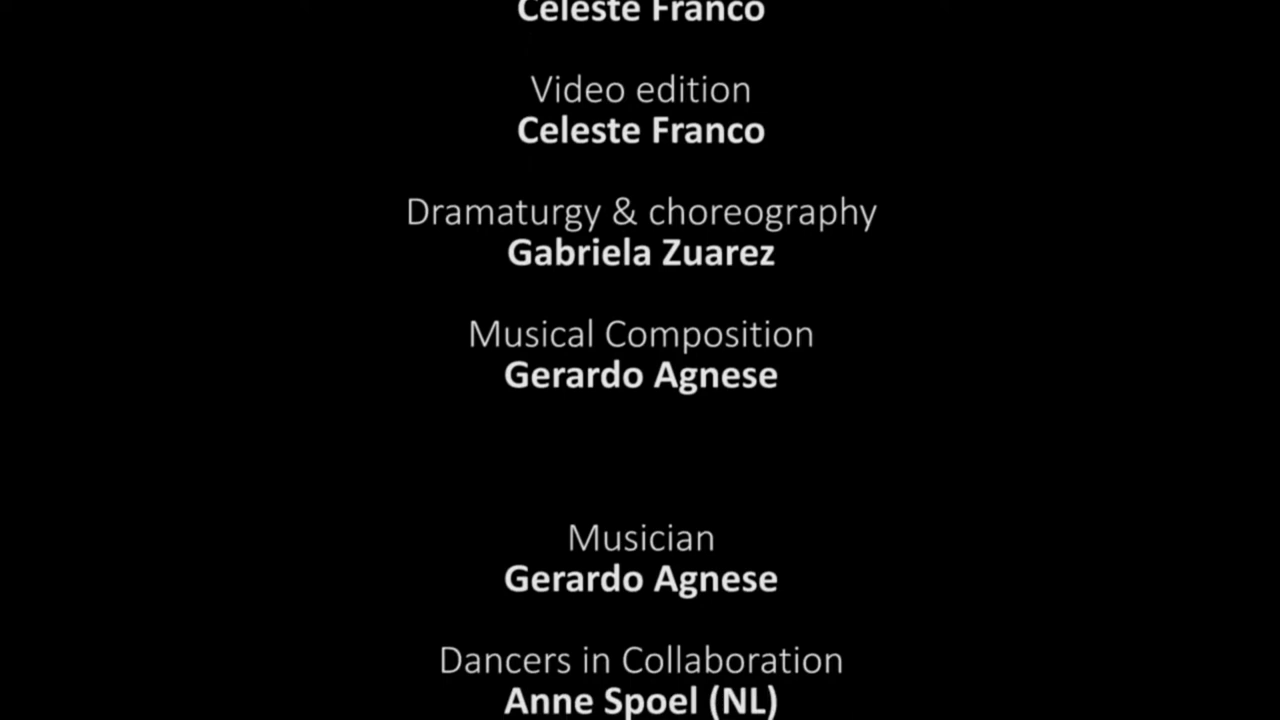 Celeste Franco
Video edition
Celeste Franco
Dramaturgy & choreography
Gabriela Zuarez
Musical Composition
Gerardo Agnese
Musician
Gerardo Agnese
Dancers in Collaboration
Anne Spoel (NL)